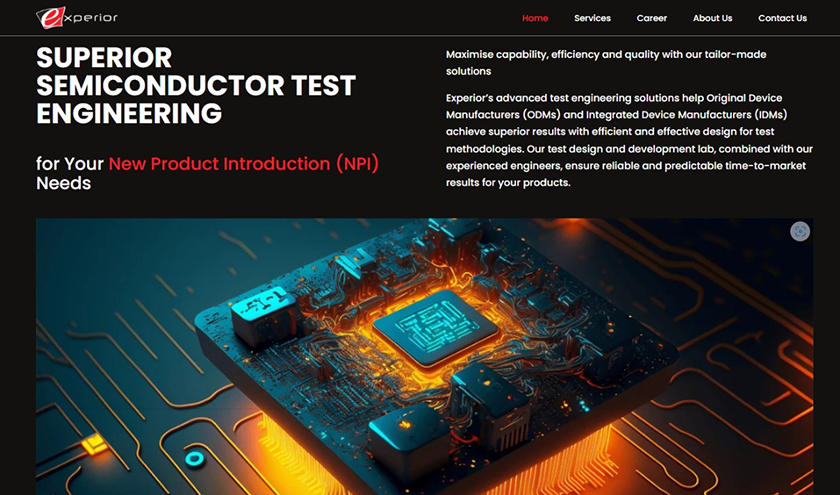 experior
Home
Services
Career
About Us
Contact Us
SUPERIOR
SEMICONDUCTOR TEST
ENGINEERING
for Your New Product Introduction (NPI)
Needs
Maximise capability, efficiency and quality with our tailor-made
solutions
Experior’s advanced test engineering solutions help Original Device
Manufacturers (ODMs) and Integrated Device Manufacturers (IDMs)
achieve superior results with efficient and effective design for test
methodologies. Our test design and development lab, combined with our
experienced engineers, ensure reliable and predictable time-to-market
results for your products.